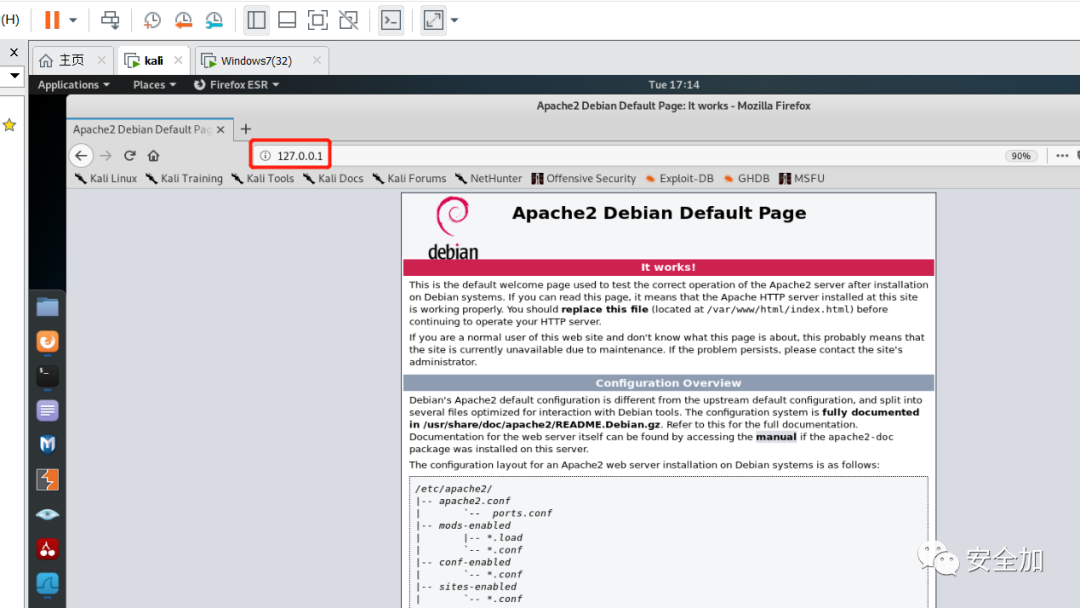 (H)
主页
kali
Windows7(32)
Applications
Places
Firefox ESR
Tue 17:14
Apache2 Debian Default Page: It works - Mozilla Firefox
Apache2 Debian Default Pag
127.0.0.1
90%
Kali Linux
Kali Training
Kali Tools
Kali Docs
Kali Forums
NetHunter
Offensive Security
Exploit-DB
GHDB
MSFU
debian
Apache2 Debian Default Page
It works!
This is the default welcome page used to test the correct operation of the Apache2 server after installation
on Debian systems. If you can read this page, it means that the Apache HTTP server installed at this site
is working properly. You should replace this file (located at /var/www/html/index.html) before
continuing to operate your HTTP server.
If you are a normal user of this web site and don't know what this page is about, this probably means that
the site is currently unavailable due to maintenance. If the problem persists, please contact the site's
administrator.
Configuration Overview
Debian's Apache2 default configuration is different from the upstream default configuration, and split into
several files optimized for interaction with Debian tools. The configuration system is fully documented
in /usr/share/doc/apache2/README.Debian.gz. Refer to this for the full documentation.
Documentation for the web server itself can be found by accessing the manual if the apache2-doc
package was installed on this server.
The configuration layout for an Apache2 web server installation on Debian systems is as follows:
/etc/apache2/
|-- apache2.conf
|       `--  ports.conf
|-- mods-enabled
|       |-- *.load
|       `-- *.conf
|-- conf-enabled
|       `-- *.conf
|-- sites-enabled
|       `-- *.conf
安全加